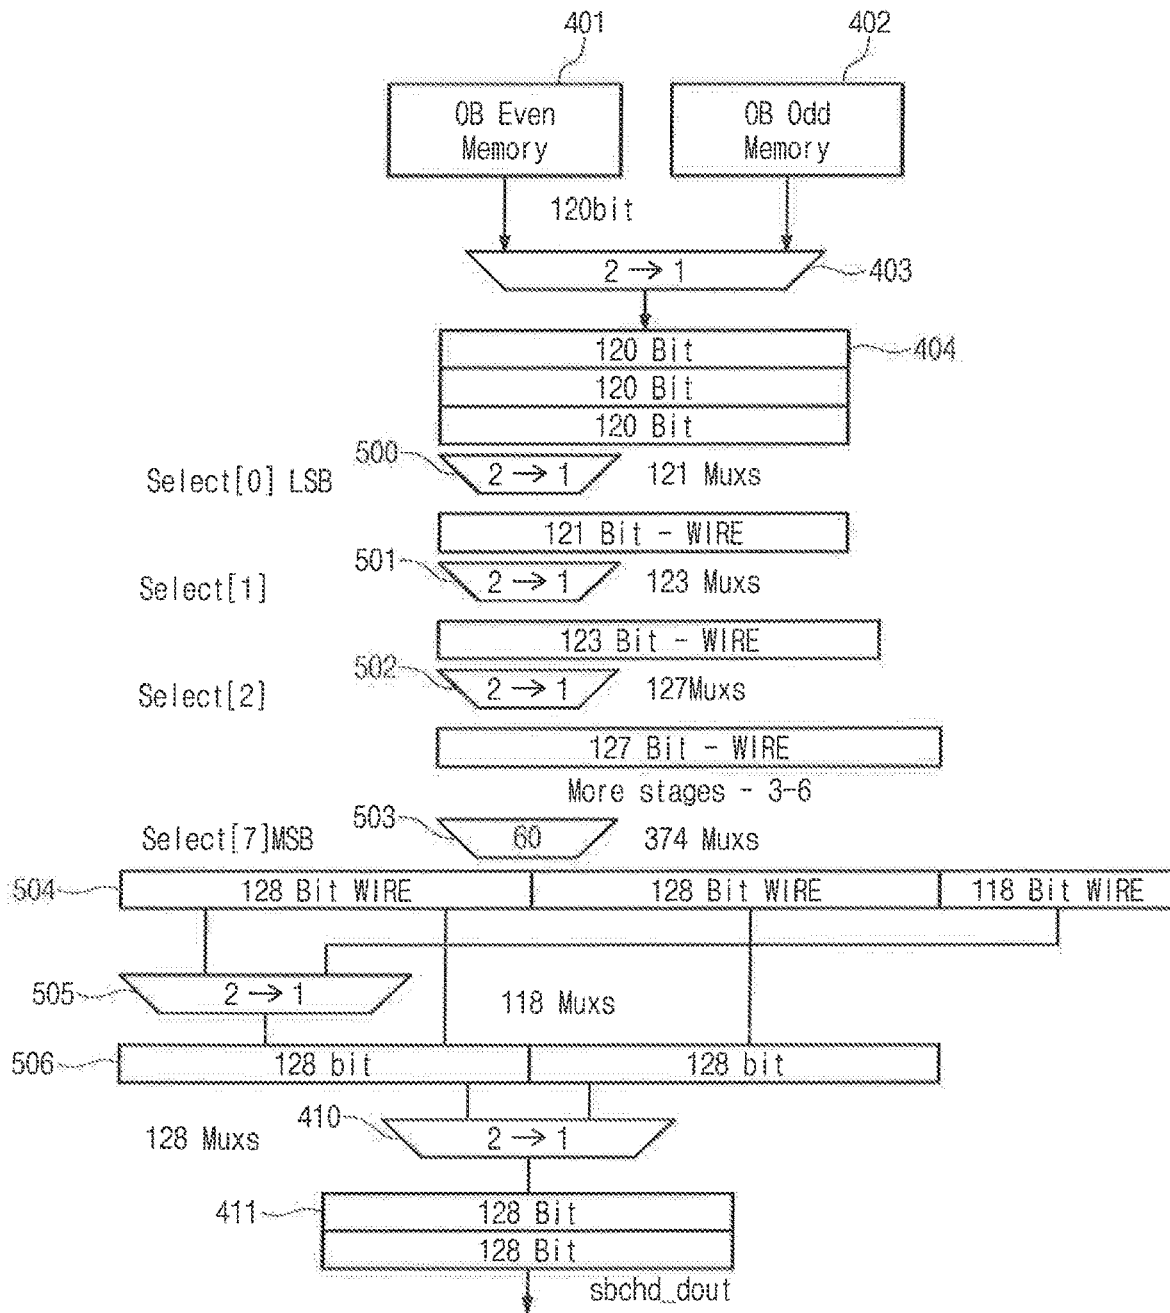 401
402
OB Even
Memory
OB Odd
Memory
120bit
2 → 1
403
120 Bit
404
120 Bit
120 Bit
500
Select[0] LSB
2 → 1
121 Muxs
121 Bit - WIRE
501
Select[1]
2 → 1
123 Muxs
123 Bit - WIRE
502
Select[2]
2 → 1
127Muxs
127 Bit - WIRE
More stages - 3-6
503
Select[7]MSB
60
374 Muxs
504
128 Bit WIRE
128 Bit WIRE
118 Bit WIRE
505
2 → 1
118 Muxs
506
128 bit
128 bit
410
128 Muxs
2 → 1
411
128 Bit
128 Bit
sbchd_dout